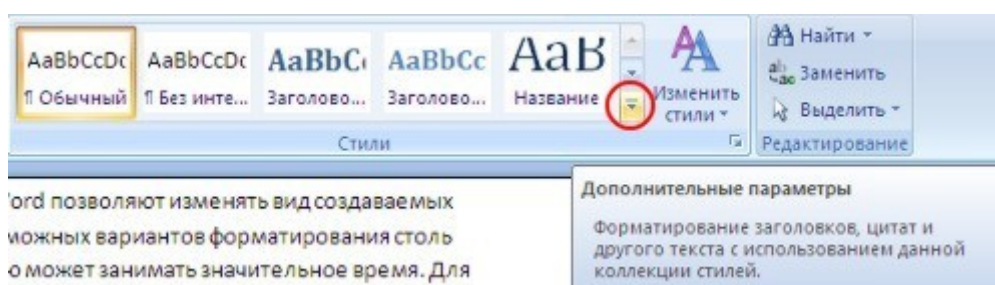 AaBbCcDc AaBbCcDc AaBbC AaBbCc AaB
¶ Обычный ¶ Без инте... Заголово... Заголово... Название
Изменить
стили
Стили
Найти
Заменить
Выделить
Редактирование
ord позволяют изменять вид создаваемых
можных вариантов форматирования столь
о может занимать значительное время. Для
Дополнительные параметры
Форматирование заголовков, цитат и
другого текста с использованием данной
коллекции стилей.